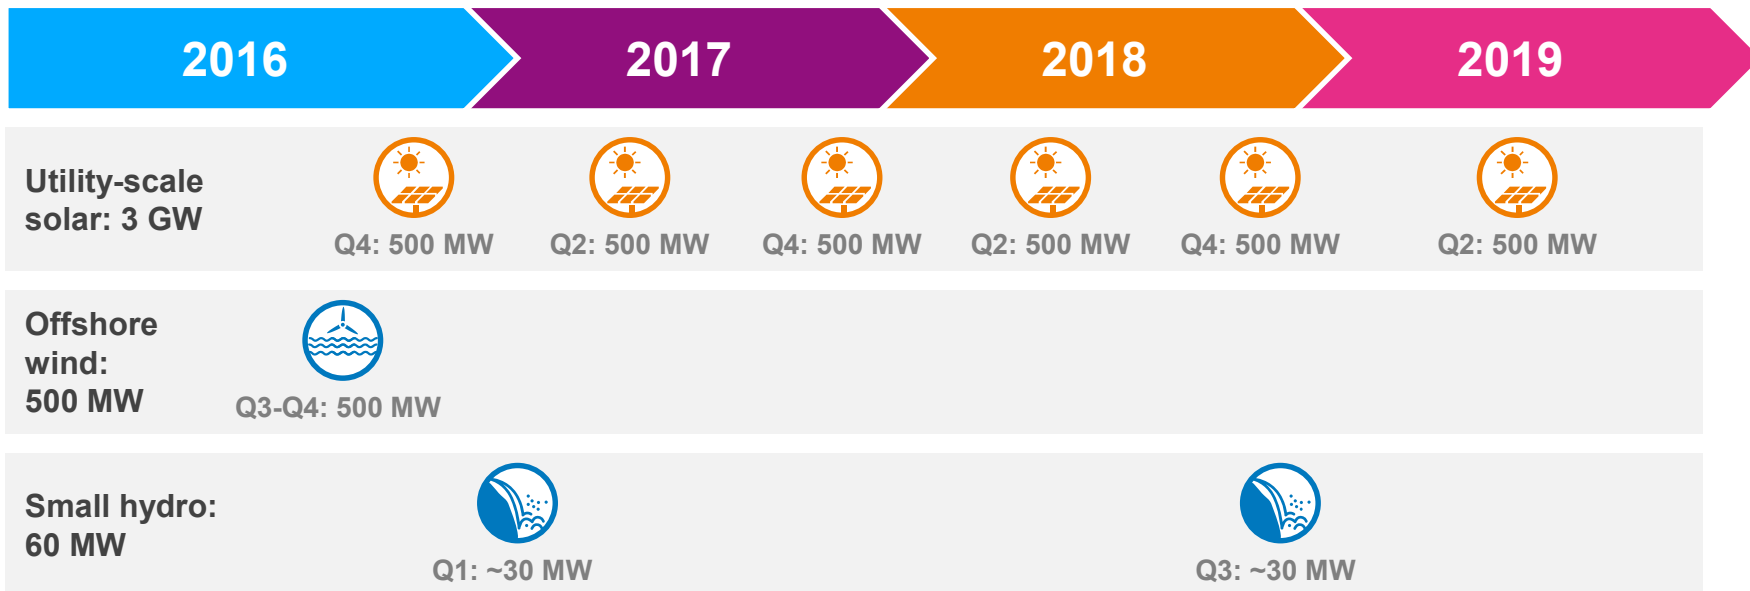 2016
2017
2018
2019
Utility-scale
solar: 3 GW
Q4: 500 MW
Q2: 500 MW
Q4: 500 MW
Q2: 500 MW
Q4: 500 MW
Q2: 500 MW
Offshore
wind:
500 MW
Q3-Q4: 500 MW
Small hydro:
60 MW
Q1: ~30 MW
Q3: ~30 MW